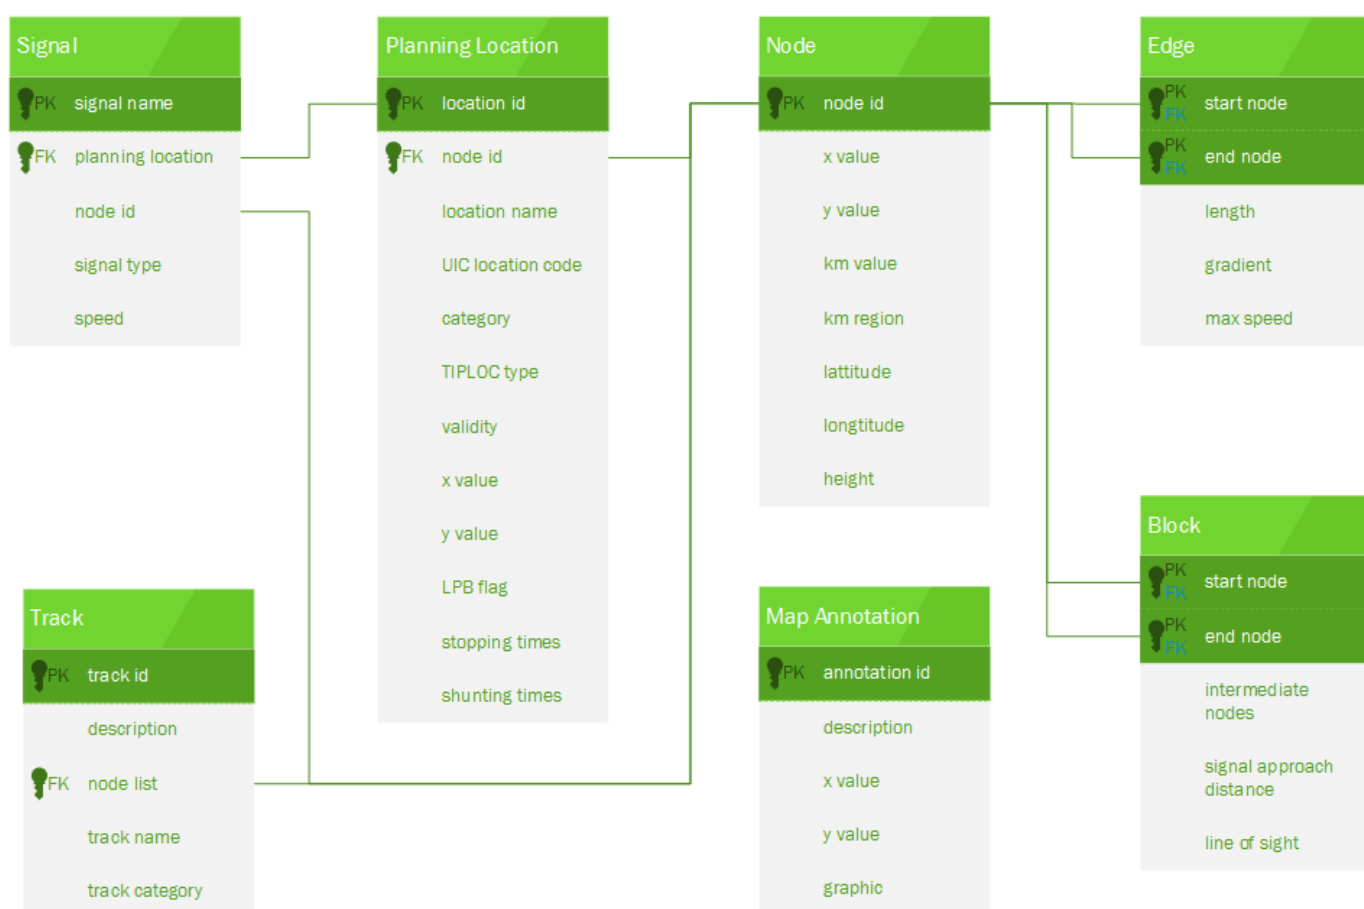 Signal
PK signal name
FK planning location
node id
signal type
speed
Planning Location
PK location id
FK node id
location name
UIC location code
category
TIPLOC type
validity
x value
y value
LPB flag
stopping times
shunting times
Node
PK node id
x value
y value
km value
km region
lattitude
longtitude
height
Edge
PK
FK
start node
PK
FK
end node
length
gradient
max speed
Track
PK track id
description
FK node list
track name
track category
Map Annotation
PK annotation id
description
x value
y value
graphic
Block
PK
FK
start node
PK
FK
end node
intermediate
nodes
signal approach
distance
line of sight